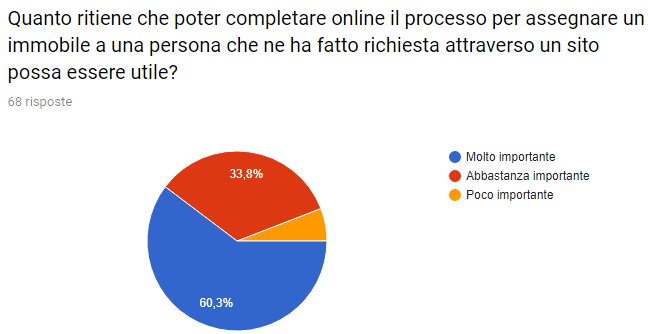 Quanto ritiene che poter completare online il processo per assegnare un
immobile a una persona che ne ha fatto richiesta attraverso un sito
possa essere utile?
68 risposte
33,8%
60,3%
Molto importante
Abbastanza importante
Poco importante